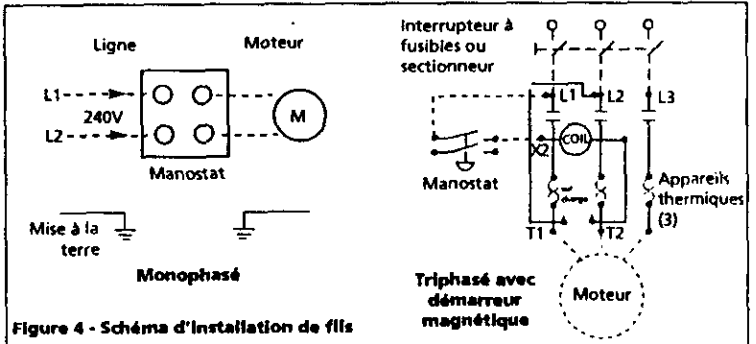 Ligne
Moteur
L1
240V
L2
M
Manostat
Mise à la
terre
Monophasé
Figure 4 - Schéma d'installation de fils
Interrupteur à
fusibles ou
sectionneur
L1
L2
L3
X2
COIL
Manostat
Appareils
thermiques
(3)
T1
T2
Triphasé avec
démarreur
magnétique
Moteur